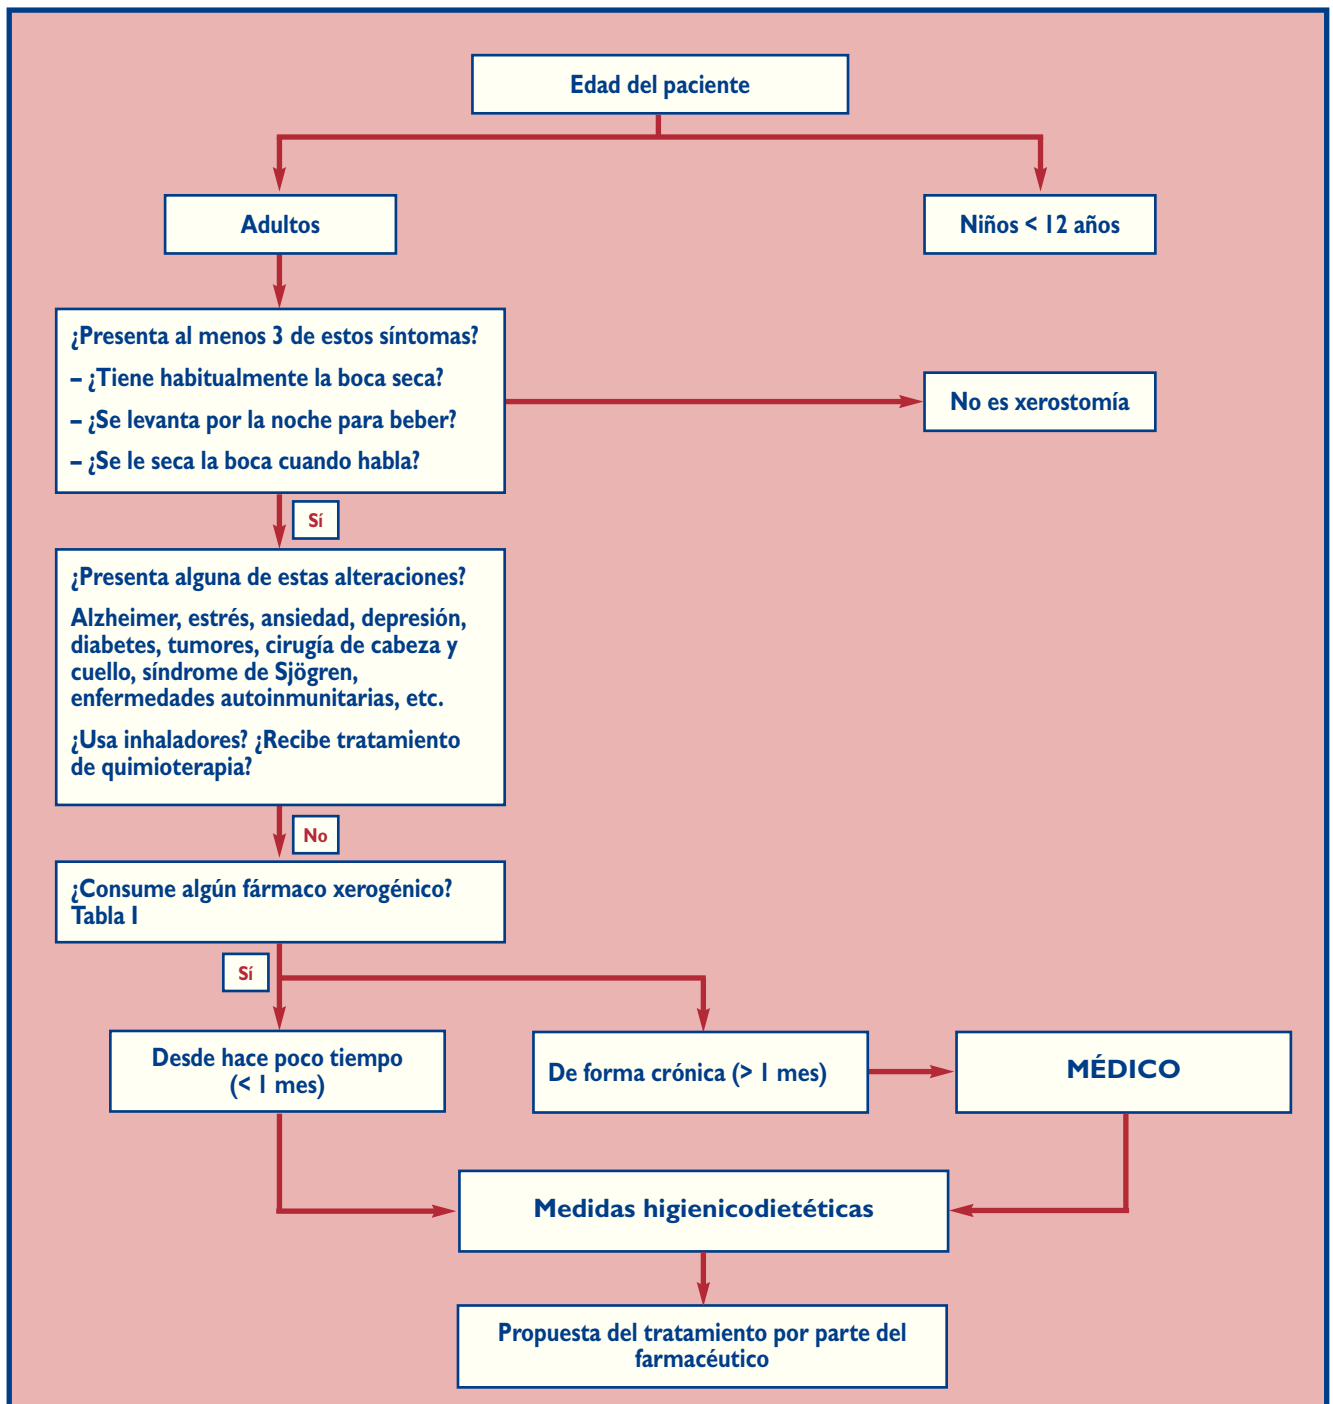 Edad del paciente
Adultos
Niños < 12 años
¿Presenta al menos 3 de estos síntomas?
– ¿Tiene habitualmente la boca seca?
– ¿Se levanta por la noche para beber?
– ¿Se le seca la boca cuando habla?
No es xerostomía
Sí
¿Presenta alguna de estas alteraciones?
Alzheimer, estrés, ansiedad, depresión,
diabetes, tumores, cirugía de cabeza y
cuello, síndrome de Sjögren,
enfermedades autoinmunitarias, etc.
¿Usa inhaladores? ¿Recibe tratamiento
de quimioterapia?
No
¿Consume algún fármaco xerogénico?
Tabla I
Sí
Desde hace poco tiempo
(< 1 mes)
De forma crónica (> 1 mes)
MÉDICO
Medidas higienicodietéticas
Propuesta del tratamiento por parte del
farmacéutico